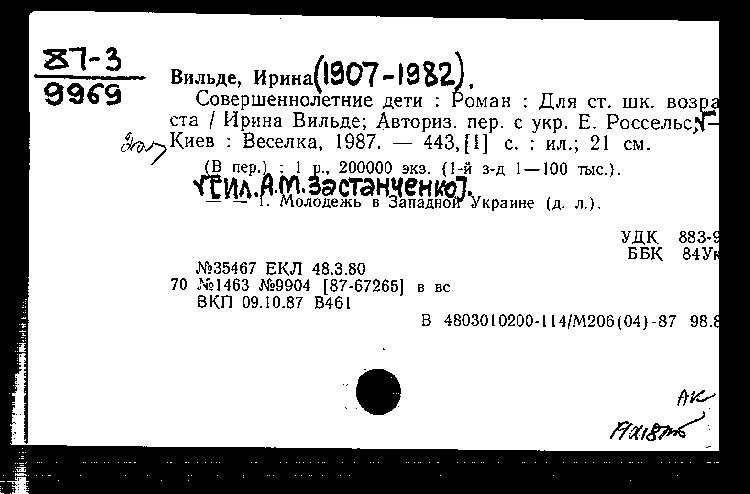 87-3
9969
Вильде, Ирина (1907-1982).
Совершеннолетние дети : Роман : Для ст. шк. возра
ста / Ирина Вильде; Авториз. пер. с укр. Е. Россельс, —
Киев : Веселка, 1987. — 443,[1] с. : ил.; 21 см.
(В пер.) : 1 р., 200000 экз. (1-й з-д 1—100 тыс.).
[ил. А.М. Застанченко].
— — 1. Молодежь в Западной Украине (д. л.).
УДК 883-9
ББК 84Ук
№35467 ЕКЛ 48.3.80
70 №1463 №9904 [87-67265] в вс
ВКП 09.10.87 В461
В 4803010200-114/М206(04)-87 98.8
АК